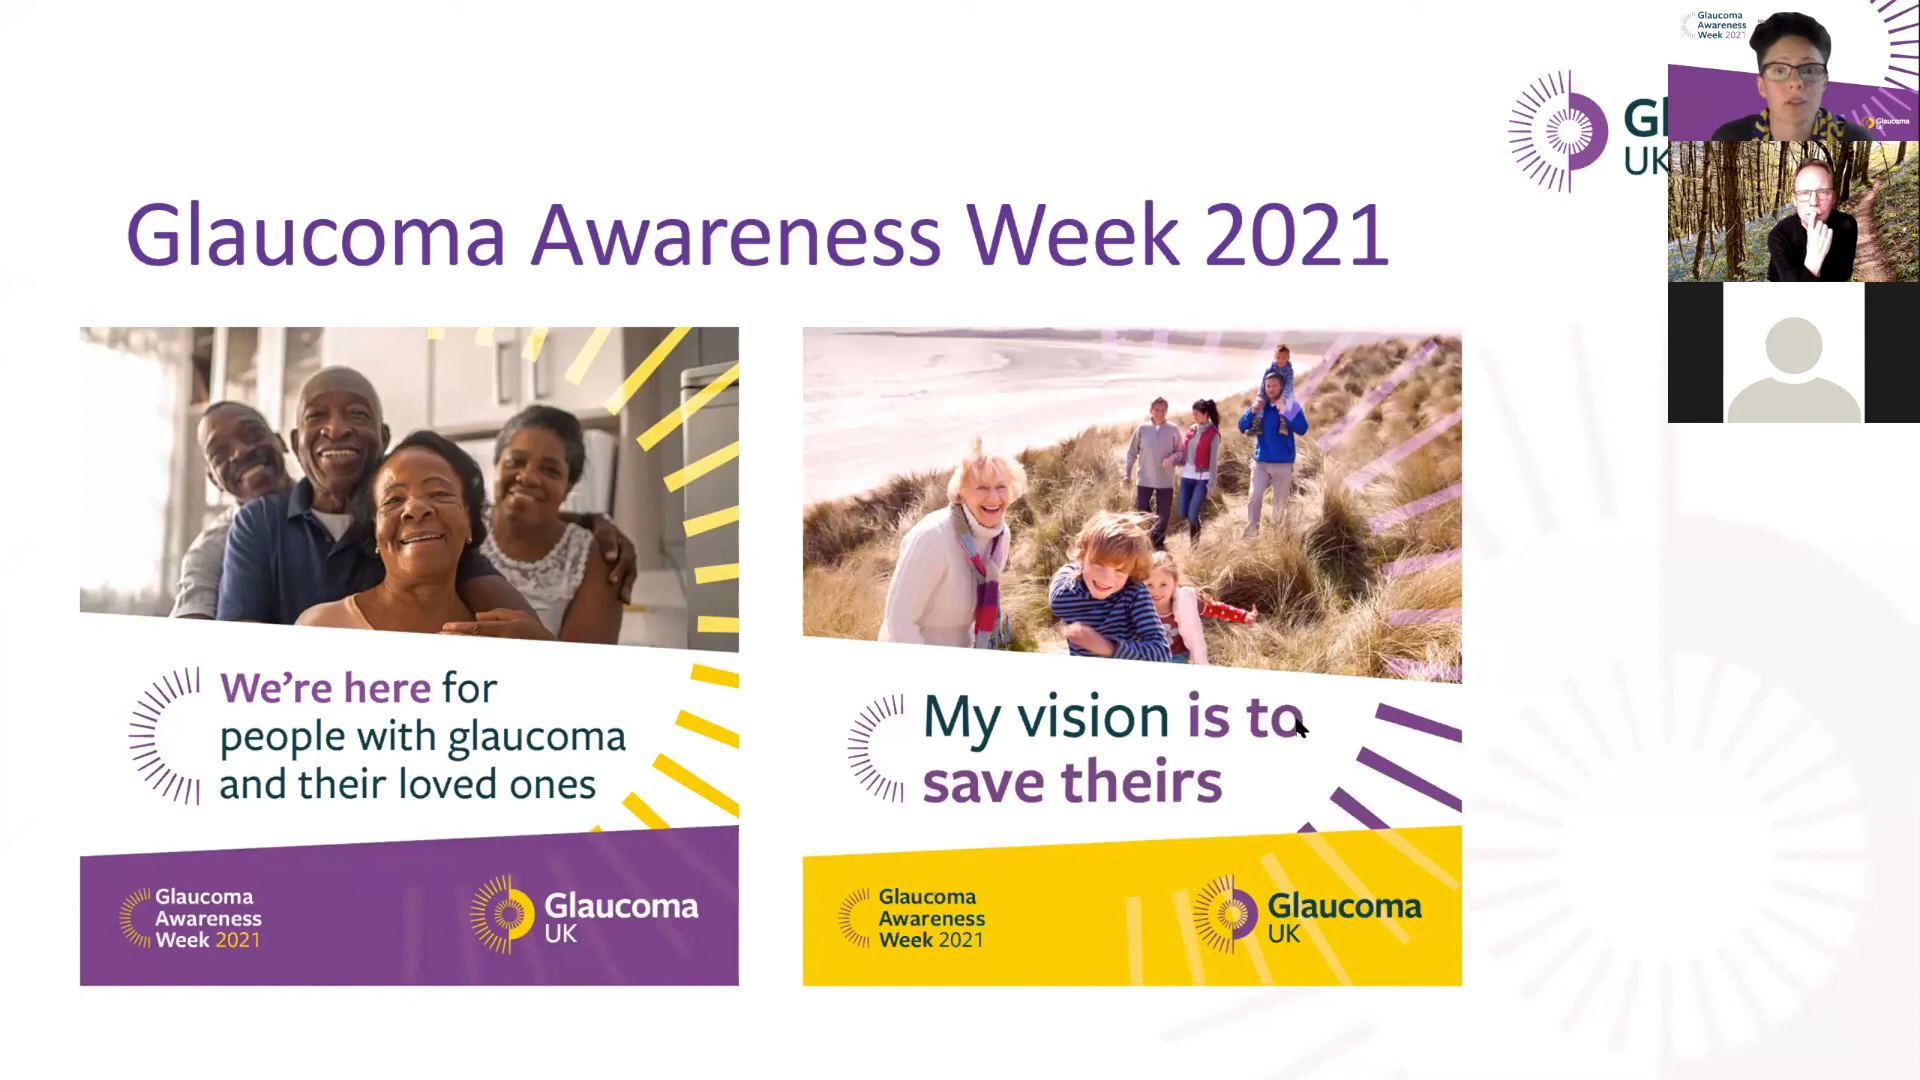 Glaucoma Awareness Week 2021
We're here for
people with glaucoma
and their loved ones
Glaucoma
Awareness
Week 2021
Glaucoma
UK
My vision is to
save theirs
Glaucoma
Awareness
Week 2021
Glaucoma
UK
Gl
UK
Glaucoma
Awareness
Week 2021
Glaucoma
UK